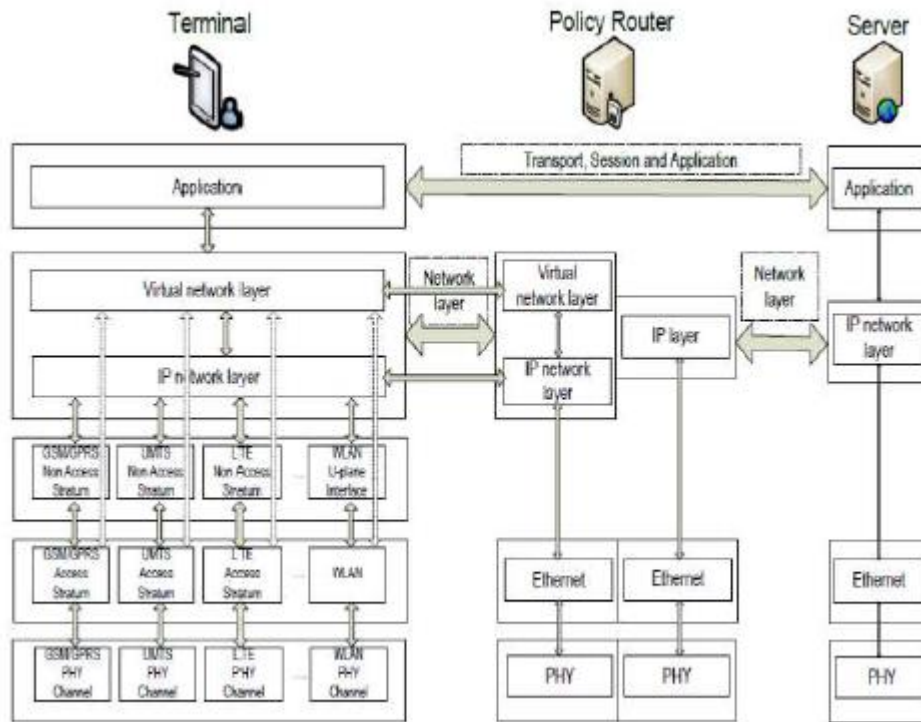 Terminal
Policy Router
Server
Transport, Session and Application
Application
Application
Virtual network layer
Network
layer
Virtual
network layer
Network
layer
IP layer
IP network
layer
IP network layer
IP network
layer
GSM/GPRS
Non Access
Stratum
UMTS
Non Access
Stratum
LTE
Non Access
Stratum
...
WLAN
U-plane
Interface
GSM/GPRS
Access
Stratum
UMTS
Access
Stratum
LTE
Access
Stratum
...
WLAN
Ethernet
Ethernet
Ethernet
GSM/GPRS
PHY
Channel
UMTS
PHY
Channel
LTE
PHY
Channel
...
WLAN PHY
Channel
PHY
PHY
PHY